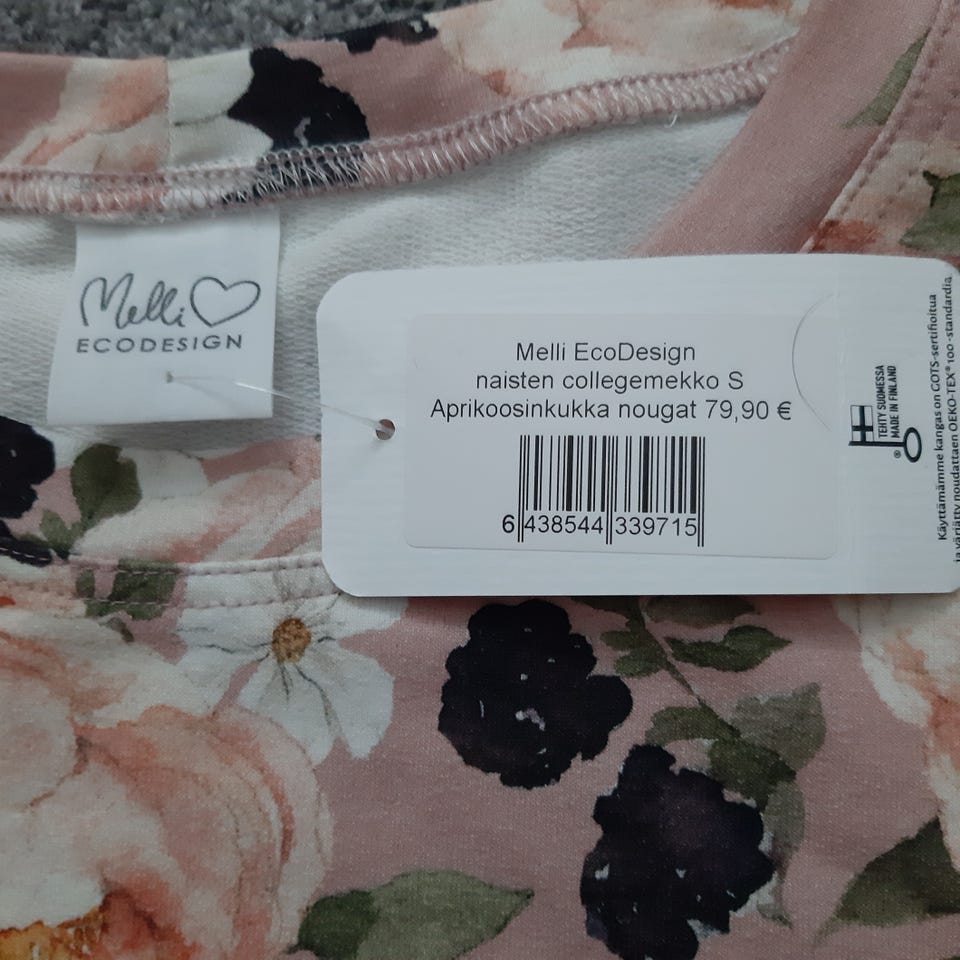 Melli
ECODESIGN
Melli EcoDesign
naisten collegemekko S
Aprikoosinkukka nougat 79,90 €
6 438544 339715
TEHTY SUOMESSA
MADE IN FINLAND
®
Käyttämämme kangas on GOTS-sertifioitua
ja värjätty noudattaen OEKO-TEX® 100 -standardia